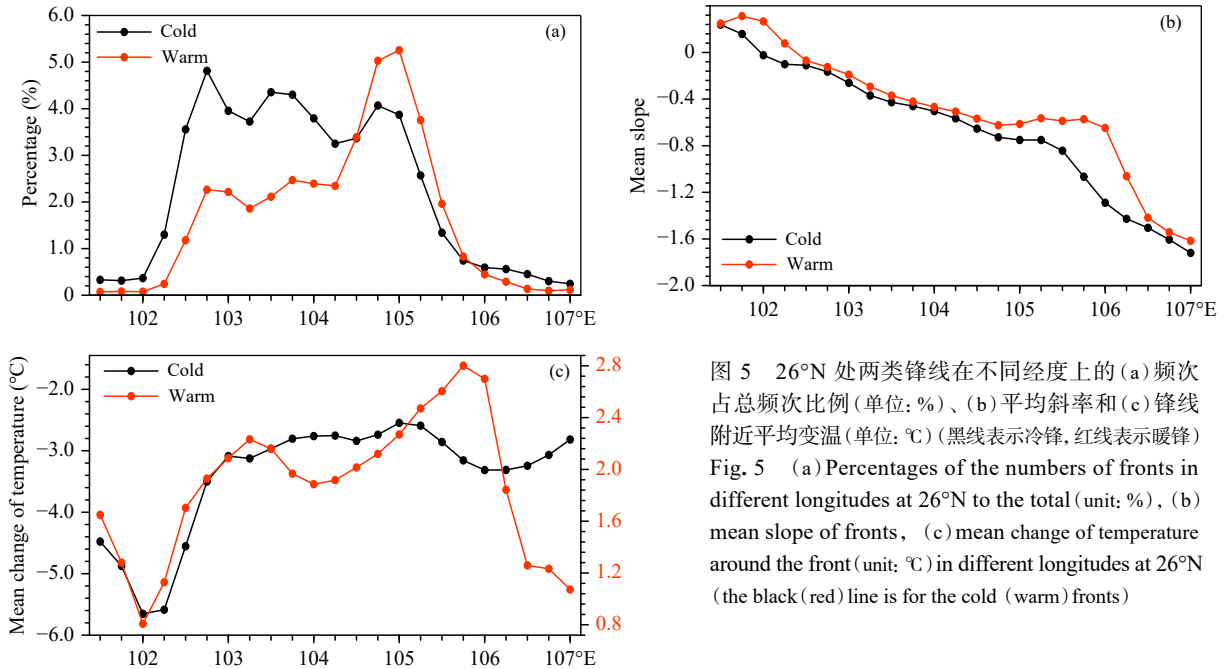 (a)
Cold
Warm
6.0
5.0
4.0
3.0
2.0
1.0
0
Percentage (%)
102
103
104
105
106
107°E
(b)
0
−0.4
−0.8
−1.2
−1.6
−2.0
Mean slope
Cold
Warm
102
103
104
105
106
107°E
(c)
Cold
Warm
−2.0
−3.0
−4.0
−5.0
−6.0
Mean change of temperature (°C)
2.8
2.4
2.0
1.6
1.2
0.8
102
103
104
105
106
107°E
图 5 26°N 处两类锋线在不同经度上的(a)频次
占总频次比例(单位: %)、(b)平均斜率和(c)锋线
附近平均变温(单位: ℃)(黑线表示冷锋, 红线表示暖锋)
Fig. 5 (a)Percentages of the numbers of fronts in
different longitudes at 26°N to the total(unit: %), (b)
mean slope of fronts, (c)mean change of temperature
around the front(unit: ℃)in different longitudes at 26°N
(the black(red)line is for the cold (warm)fronts)